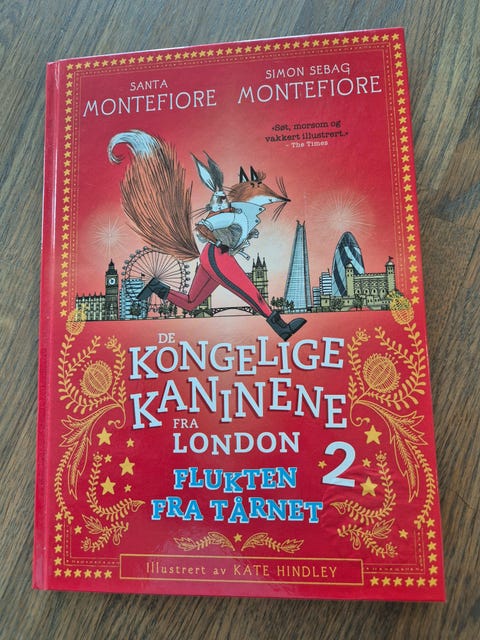 SANTA
MONTEFIORE
SIMON SEBAG
MONTEFIORE
«Søt, morsom og
vakkert illustrert.»
– The Times
DE
KONGELIGE
KANINENE
FRA
LONDON
2
FLUKTEN
FRA TÅRNET
Illustrert av KATE HINDLEY